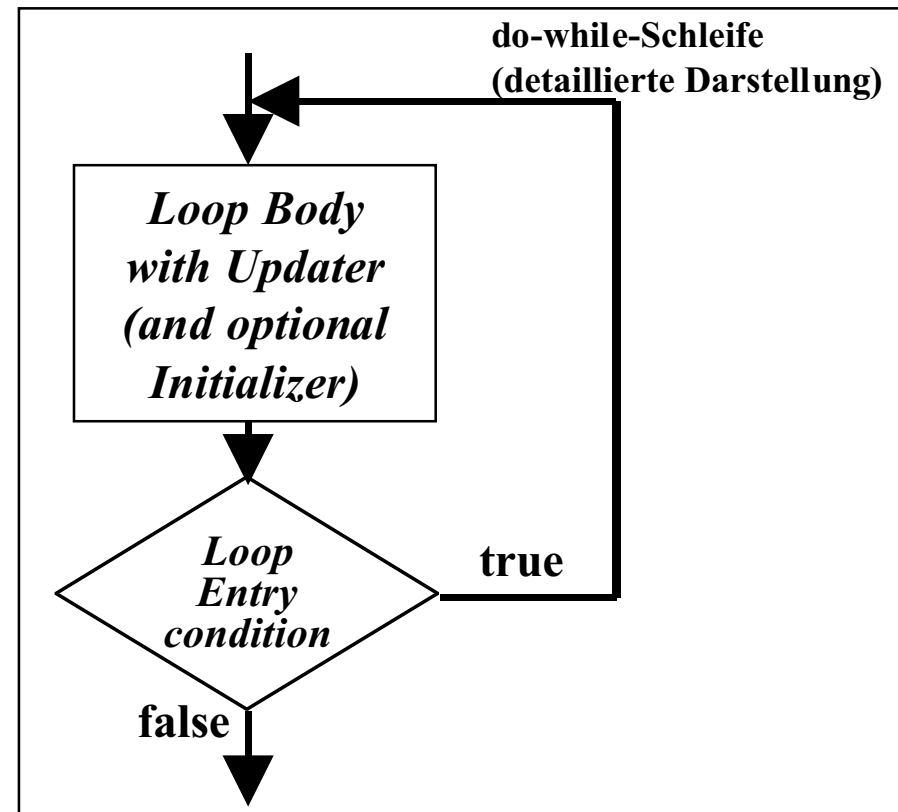 do-while-Schleife
(detaillierte Darstellung)
Loop Body
with Updater
(and optional
Initializer)
Loop
Entry
condition
true
false